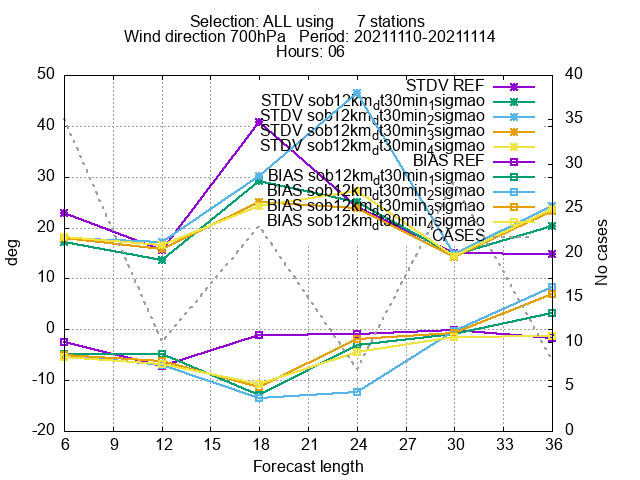 Selection: ALL using 7 stations
Wind direction 700hPa Period: 20211110-20211114
Hours: 06
50
40
30
20
10
0
-10
-20
deg
40
35
30
25
20
15
10
5
0
No cases
STDV REF
STDV sob12km_dt30min_1sigmao
STDV sob12km_dt30min_2sigmao
STDV sob12km_dt30min_3sigmao
STDV sob12km_dt30min_4sigmao
BIAS REF
BIAS sob12km_dt30min_1sigmao
BIAS sob12km_dt30min_2sigmao
BIAS sob12km_dt30min_3sigmao
BIAS sob12km_dt30min_4sigmao
CASES
6 9 12 15 18 21 24 27 30 33 36
Forecast length